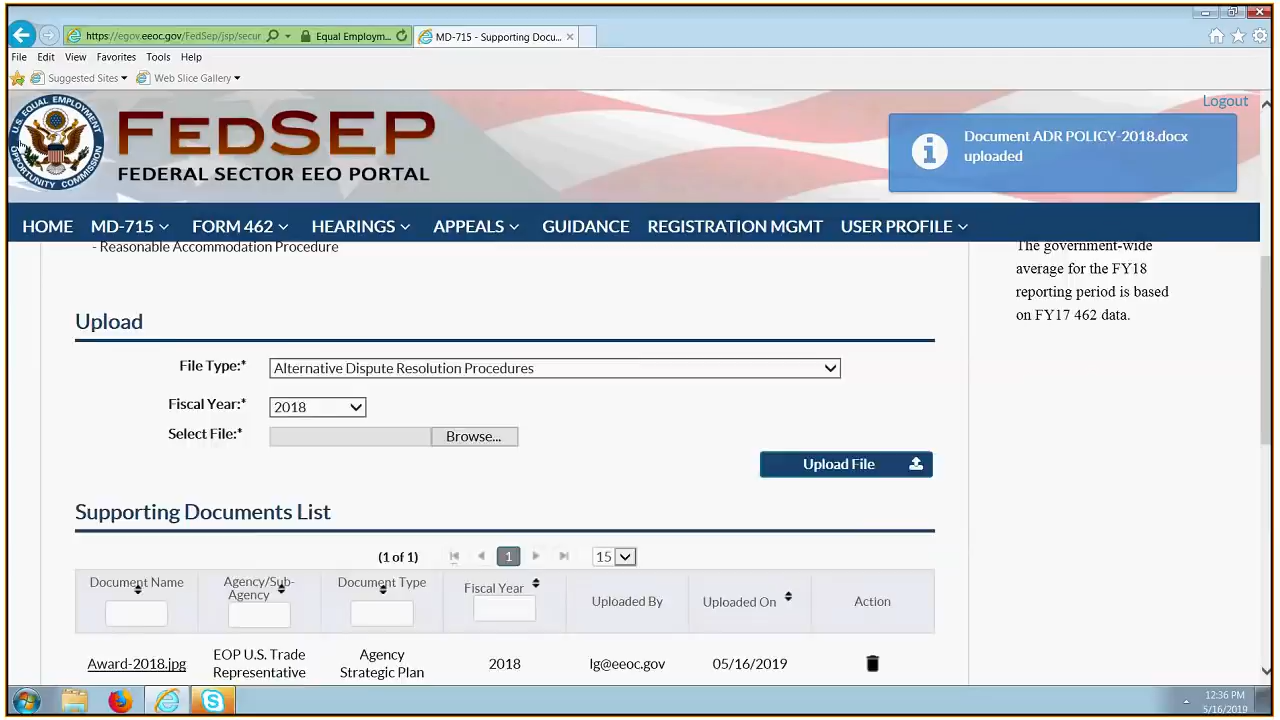 https://egov.eeoc.gov/FedSep/jsp/secur
Equal Employm...
MD-715 - Supporting Docu...
File Edit View Favorites Tools Help
Suggested Sites Web Slice Gallery
Logout
U.S. EQUAL EMPLOYMENT OPPORTUNITY COMMISSION
FEDSEP
FEDERAL SECTOR EEO PORTAL
Document ADR POLICY-2018.docx
uploaded
HOME MD-715 FORM 462 HEARINGS APPEALS GUIDANCE REGISTRATION MGMT USER PROFILE
- Reasonable Accommodation Procedure
The government-wide
average for the FY18
reporting period is based
on FY17 462 data.
Upload
File Type:* Alternative Dispute Resolution Procedures
Fiscal Year:* 2018
Select File:* Browse...
Upload File
Supporting Documents List
(1 of 1) 1 15
Document Name Agency/Sub-
Agency Document Type Fiscal Year Uploaded By Uploaded On Action
Award-2018.jpg EOP U.S. Trade
Representative Agency
Strategic Plan 2018 lg@eeoc.gov 05/16/2019
12:36 PM
5/16/2019